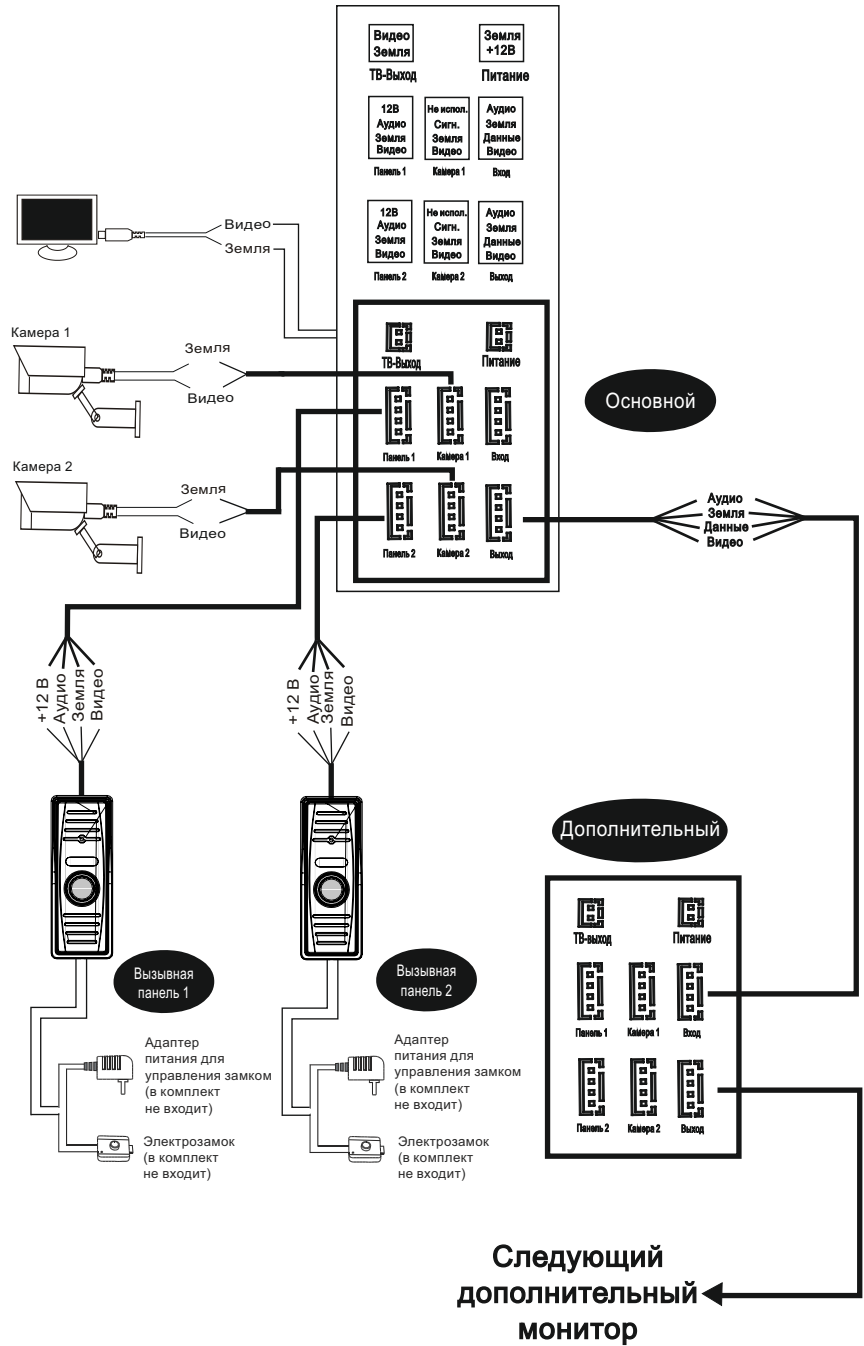 Видео
Земля
ТВ-Выход
Земля
+12В
Питание
12В
Аудио
Земля
Видео
Панель 1
Не испол.
Сигн.
Земля
Видео
Камера 1
Аудио
Земля
Данные
Видео
Вход
12В
Аудио
Земля
Видео
Панель 2
Не испол.
Сигн.
Земля
Видео
Камера 2
Аудио
Земля
Данные
Видео
Выход
Видео
Земля
ТВ-Выход
Питание
Камера 1
Земля
Видео
Панель 1
Камера 1
Вход
Основной
Камера 2
Земля
Видео
Панель 2
Камера 2
Выход
Аудио
Земля
Данные
Видео
+12 В
Аудио
Земля
Видео
+12 В
Аудио
Земля
Видео
Вызывная
панель 1
Вызывная
панель 2
Адаптер
питания для
управления замком
(в комплект
не входит)
Электрозамок
(в комплект
не входит)
Адаптер
питания для
управления замком
(в комплект
не входит)
Электрозамок
(в комплект
не входит)
Дополнительный
ТВ-выход
Питание
Панель 1
Камера 1
Вход
Панель 2
Камера 2
Выход
Следующий
дополнительный
монитор